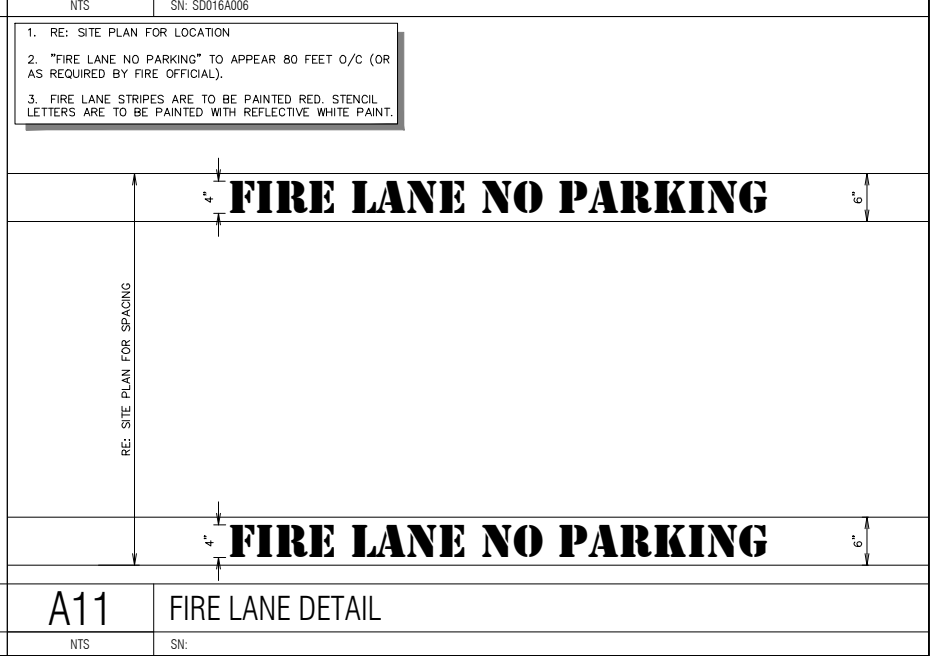 NTS SN: SD016A006
1. RE: SITE PLAN FOR LOCATION
2. "FIRE LANE NO PARKING" TO APPEAR 80 FEET O/C (OR
AS REQUIRED BY FIRE OFFICIAL).
3. FIRE LANE STRIPES ARE TO BE PAINTED RED. STENCIL
LETTERS ARE TO BE PAINTED WITH REFLECTIVE WHITE PAINT.
4" FIRE LANE NO PARKING 6"
RE: SITE PLAN FOR SPACING
4" FIRE LANE NO PARKING 6"
A11 FIRE LANE DETAIL
NTS SN: